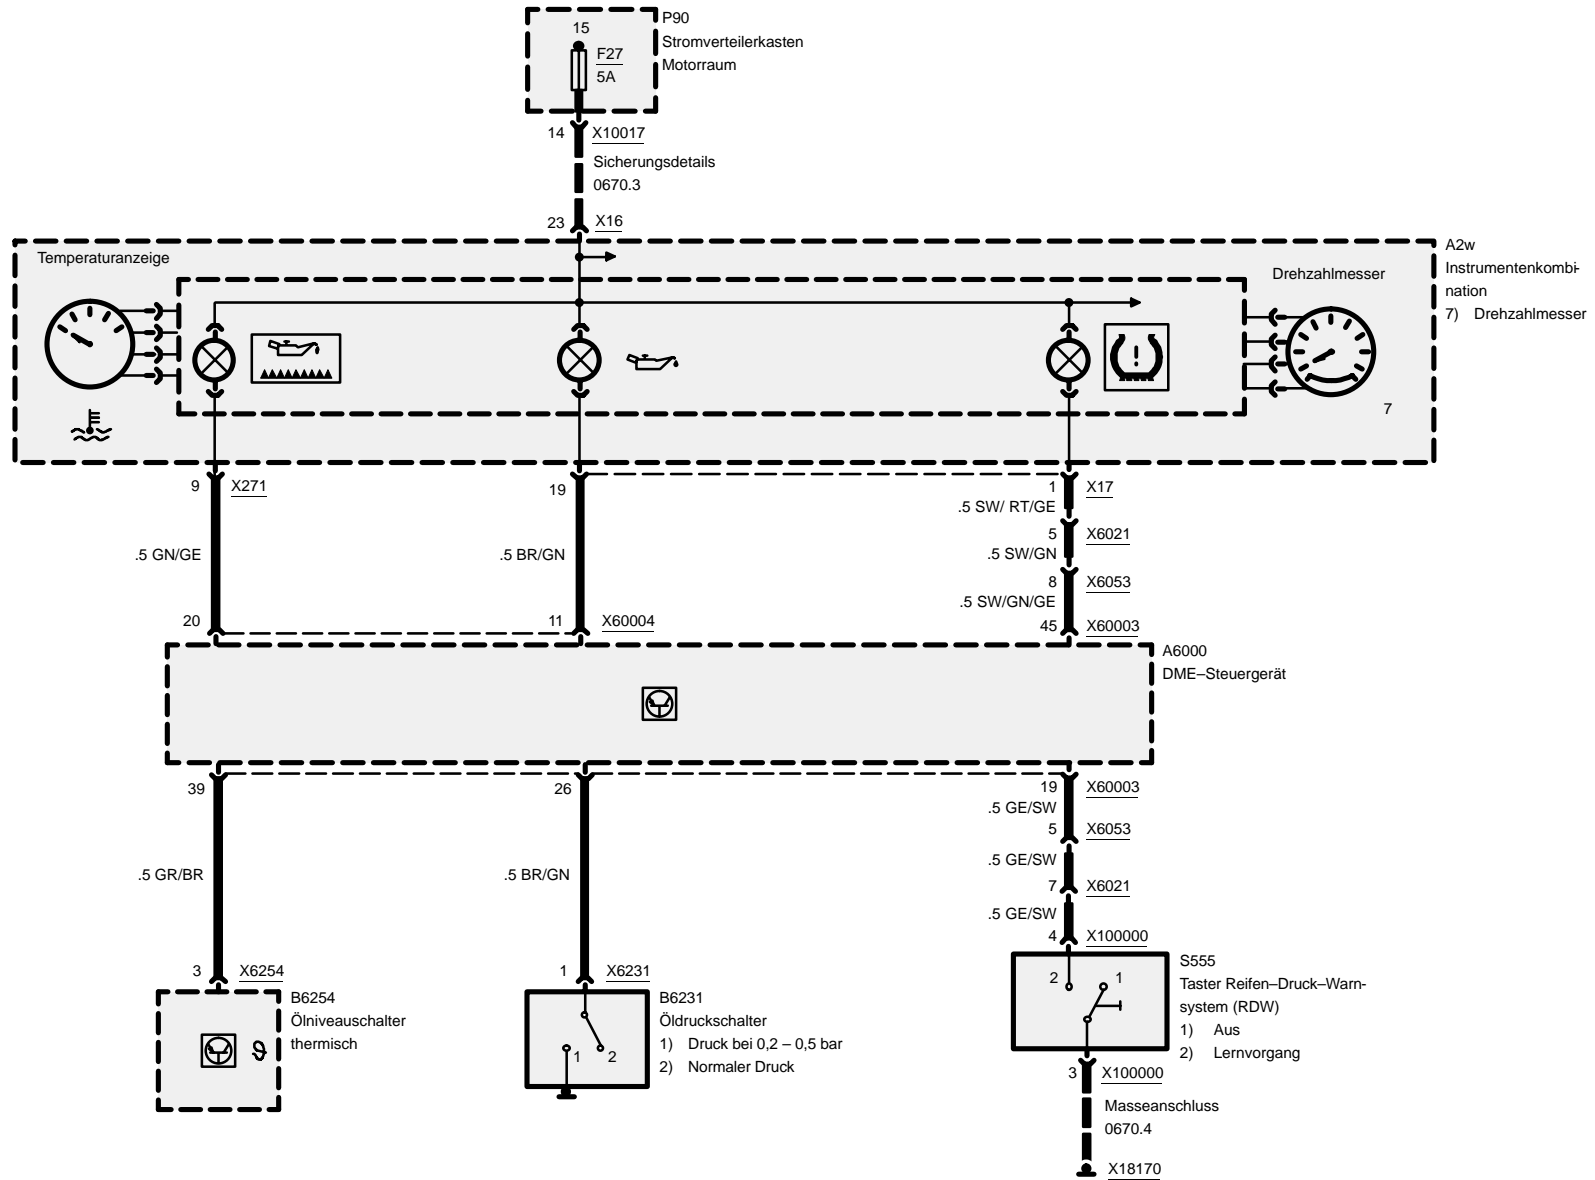 P90
15
Stromverteilerkasten
F27
Motorraum
5A
14 X10017
Sicherungsdetails
0670.3
23 X16
A2w
Instrumentenkombi-
nation
7) Drehzahlmesser
Temperaturanzeige
Drehzahlmesser
7
9 X271
19
1 X17
.5 SW/ RT/GE
5 X6021
.5 GN/GE
.5 BR/GN
.5 SW/GN
8 X6053
.5 SW/GN/GE
20
11 X60004
45 X60003
A6000
DME–Steuergerät
39
26
19 X60003
.5 GE/SW
5 X6053
.5 GR/BR
.5 BR/GN
.5 GE/SW
7 X6021
.5 GE/SW
4 X100000
3 X6254
1 X6231
B6254
Ölniveauschalter
thermisch
ϑ
B6231
Öldruckschalter
1) Druck bei 0,2 – 0,5 bar
2) Normaler Druck
1 2
S555
Taster Reifen–Druck–Warn-
system (RDW)
1) Aus
2) Lernvorgang
2 1
3 X100000
Masseanschluss
0670.4
X18170